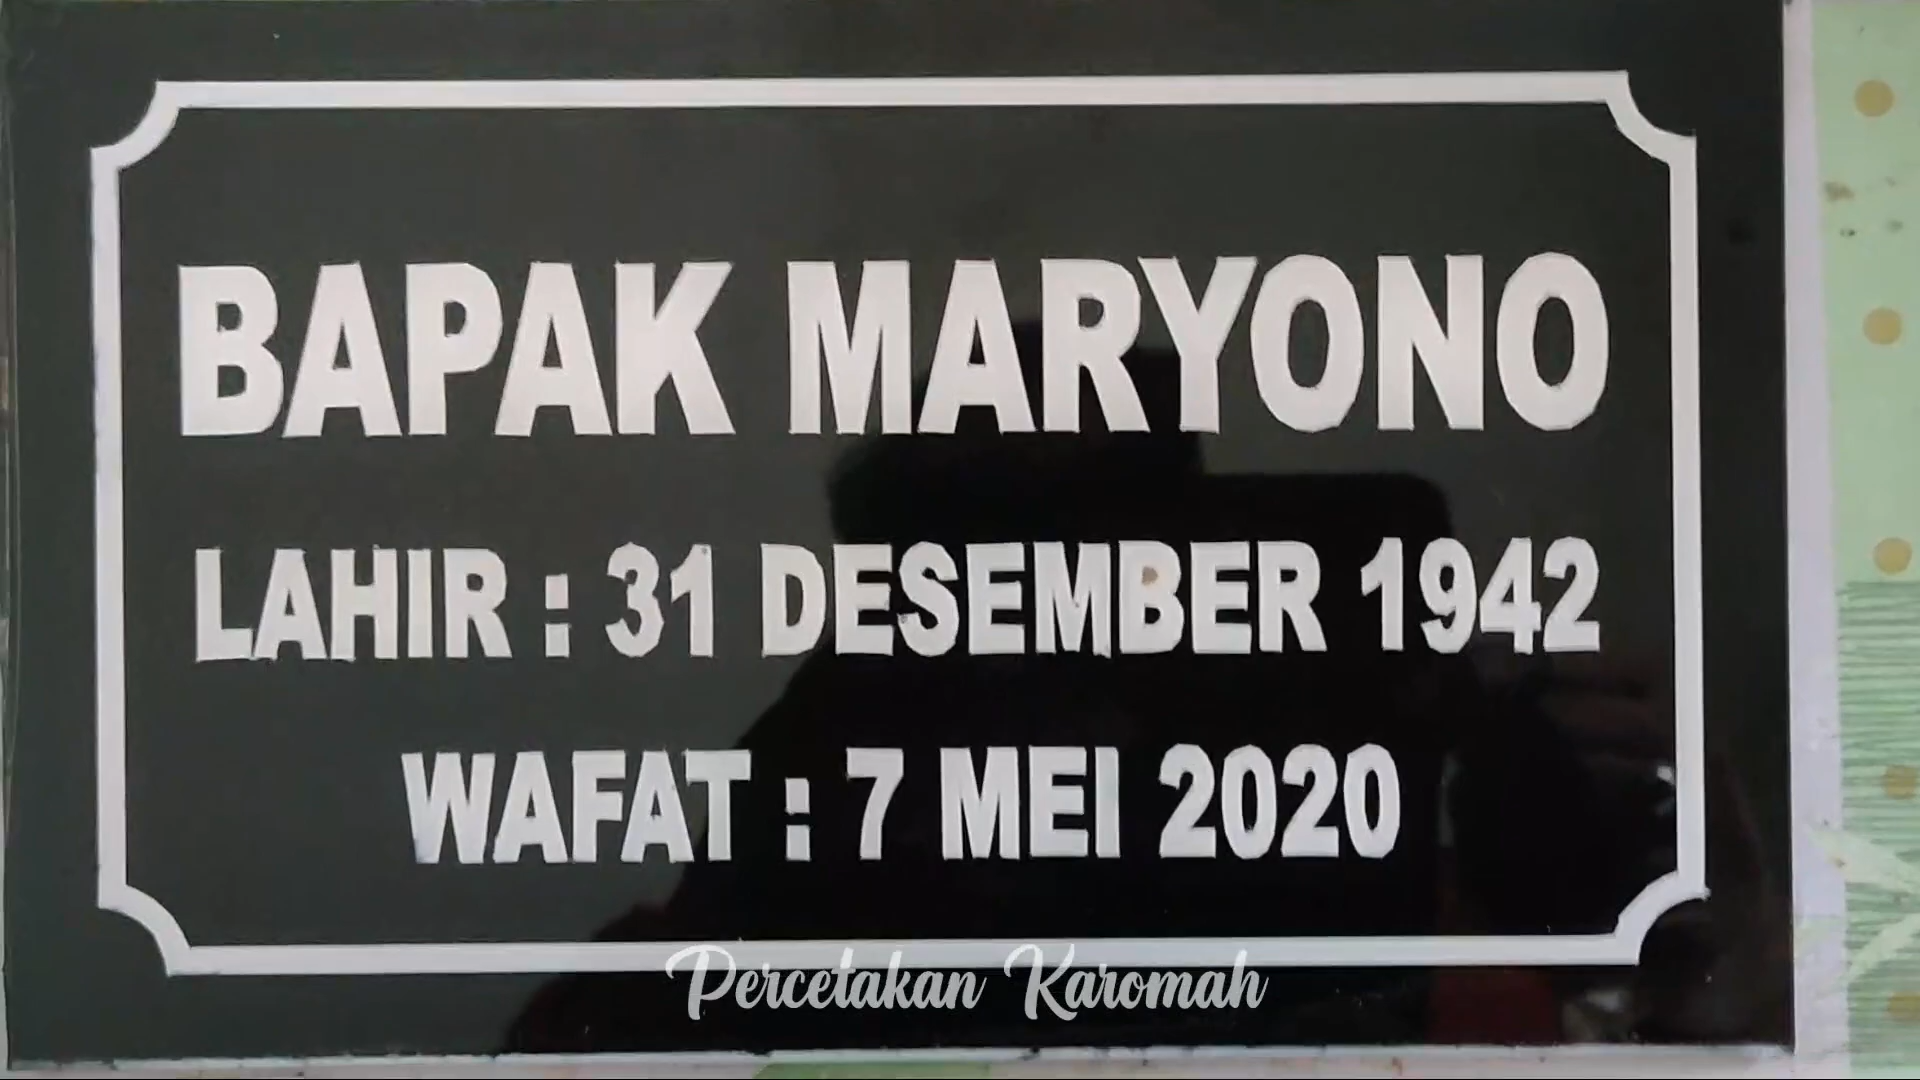 BAPAK MARYONO
LAHIR : 31 DESEMBER 1942
WAFAT : 7 MEI 2020
Percetakan Karomah